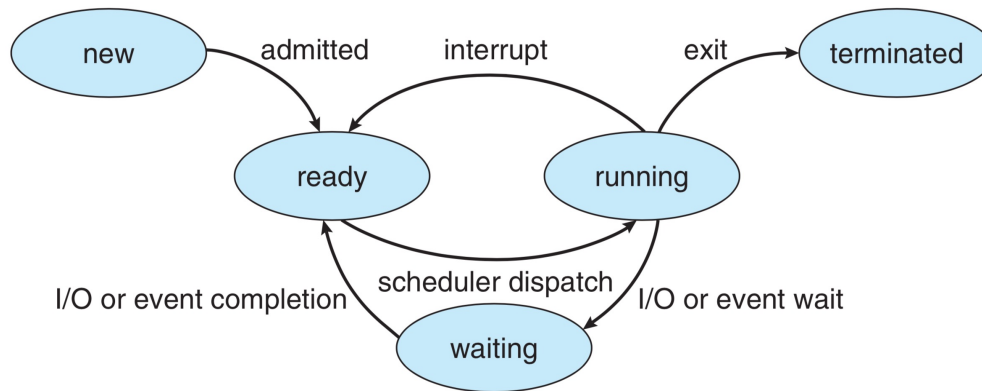 new
admitted
interrupt
exit
terminated
ready
running
scheduler dispatch
I/O or event completion
I/O or event wait
waiting